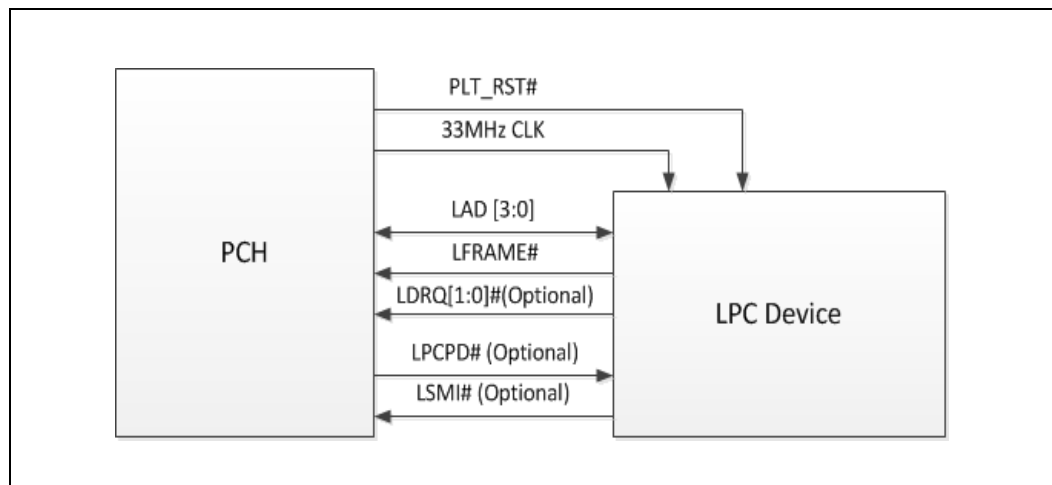 PLT_RST#
33MHz CLK
LAD [3:0]
PCH
LFRAME#
LDRQ[1:0]#(Optional)
LPC Device
LPCPD# (Optional)
LSMI# (Optional)